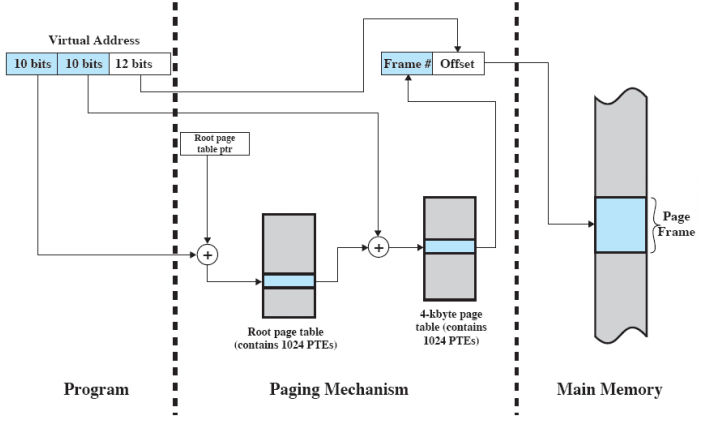 Virtual Address
10 bits 10 bits 12 bits
Frame # Offset
Root page
table ptr
+
+
Page
Frame
4-kbyte page
table (contains
1024 PTEs)
Root page table
(contains 1024 PTEs)
Program
Paging Mechanism
Main Memory